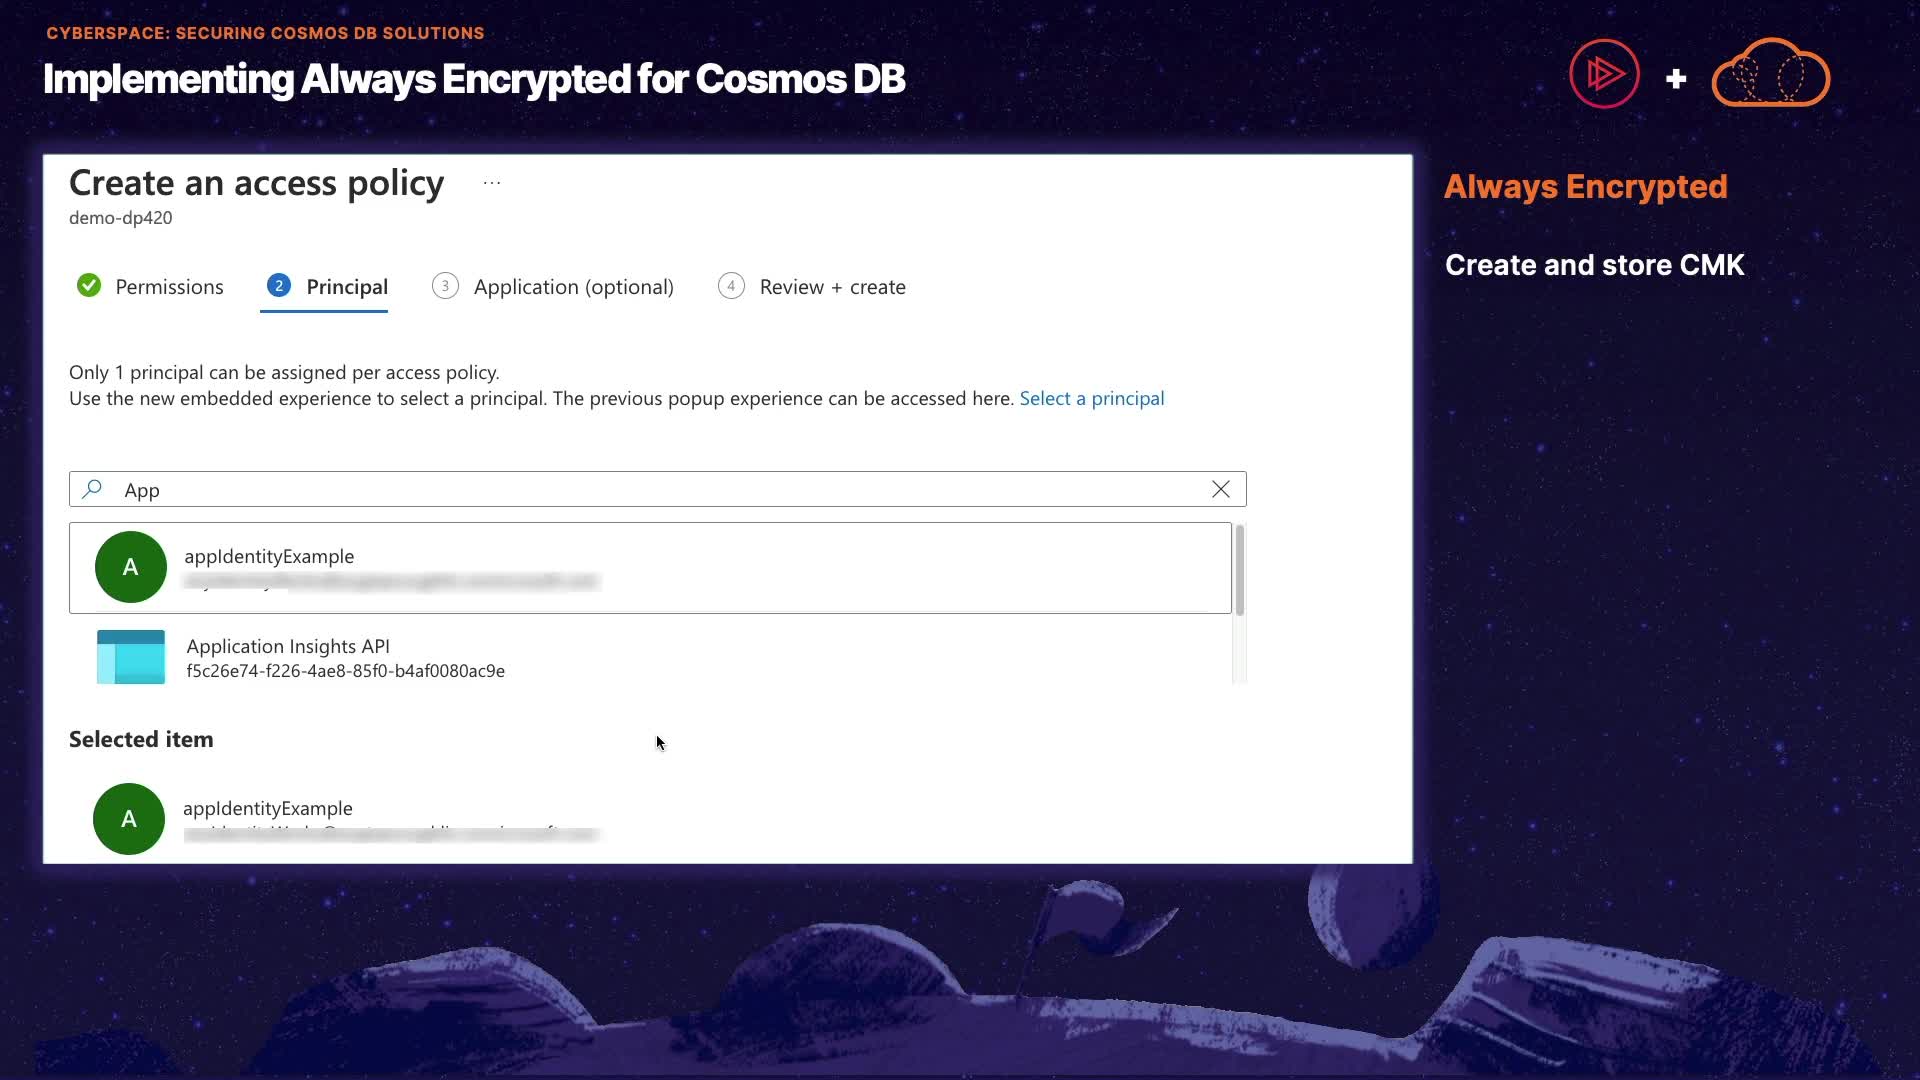 CYBERSPACE: SECURING COSMOS DB SOLUTIONS
Implementing Always Encrypted for Cosmos DB
Create an access policy ...
demo-dp420
Permissions 2 Principal 3 Application (optional) 4 Review + create
Only 1 principal can be assigned per access policy.
Use the new embedded experience to select a principal. The previous popup experience can be accessed here. Select a principal
App
A appIdentityExample
Application Insights API
f5c26e74-f226-4ae8-85f0-b4af0080ac9e
Selected item
A appIdentityExample
Always Encrypted
Create and store CMK